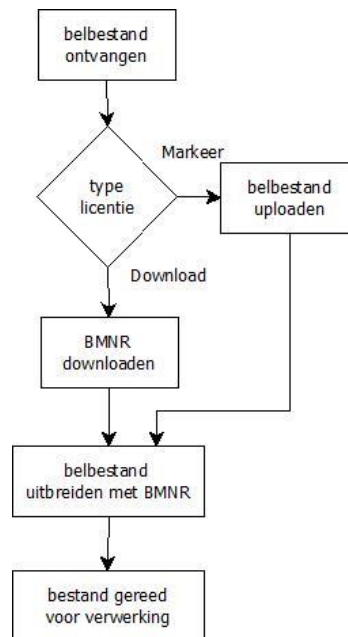 belbestand
ontvangen
Markeer
type
licentie
belbestand
uploaden
Download
BMNR
downloaden
belbestand
uitbreiden met BMNR
bestand gereed
voor verwerking